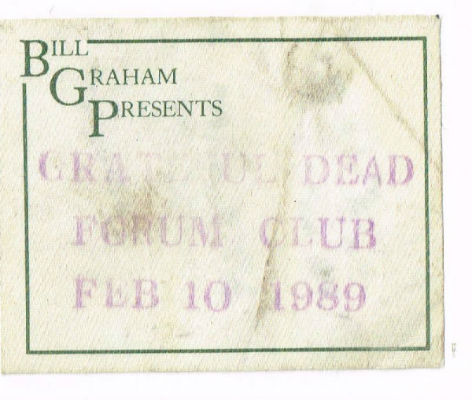 BILL
GRAHAM
PRESENTS
GRATEFUL DEAD
FORUM CLUB
FEB 10 1989